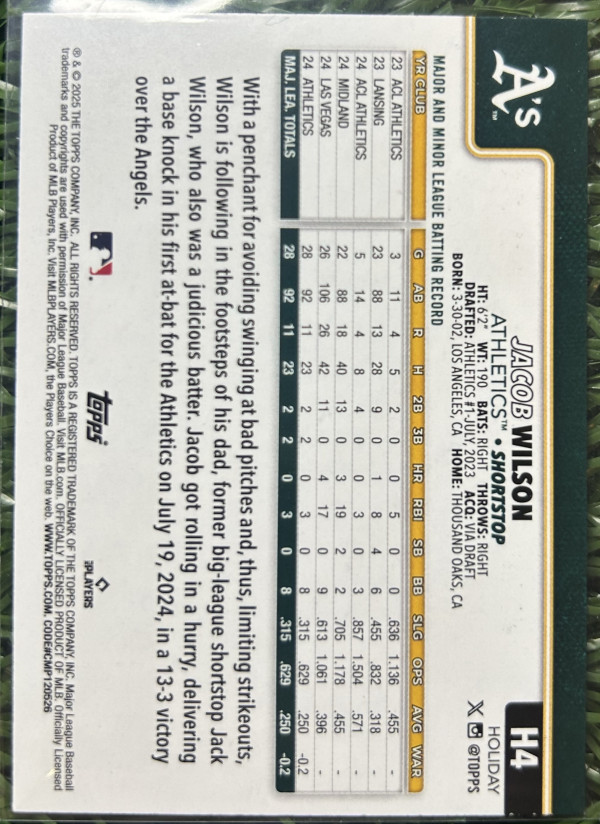 A's™
H4
HOLIDAY
@TOPPS
JACOB WILSON
ATHLETICS™ • SHORTSTOP
HT: 6'2" WT: 190 BATS: RIGHT THROWS: RIGHT
DRAFTED: ATHLETICS #1-JULY, 2023 ACQ: VIA DRAFT
BORN: 3-30-02, LOS ANGELES, CA HOME: THOUSAND OAKS, CA
MAJOR AND MINOR LEAGUE BATTING RECORD
YR CLUB G AB R H 2B 3B HR RBI SB BB SLG OPS AVG WAR
23 ACL ATHLETICS 3 11 4 5 2 0 0 5 0 0 .636 1.136 .455 -
23 LANSING 23 88 13 28 9 0 1 8 4 6 .455 .832 .318 -
24 ACL ATHLETICS 5 14 4 8 4 0 0 3 0 3 .857 1.504 .571 -
24 MIDLAND 22 88 18 40 13 0 3 19 2 2 .705 1.178 .455 -
24 LAS VEGAS 26 106 26 42 11 0 4 17 0 9 .613 1.061 .396 -
24 ATHLETICS 28 92 11 23 2 2 0 3 0 8 .315 .629 .250 -0.2
MAJ. LEA. TOTALS 28 92 11 23 2 2 0 3 0 8 .315 .629 .250 -0.2
With a penchant for avoiding swinging at bad pitches and, thus, limiting strikeouts,
Wilson is following in the footsteps of his dad, former big-league shortstop Jack
Wilson, who also was a judicious batter. Jacob got rolling in a hurry, delivering
a base knock in his first at-bat for the Athletics on July 19, 2024, in a 13-3 victory
over the Angels.
topps
PLAYERS
® & © 2025 THE TOPPS COMPANY, INC. ALL RIGHTS RESERVED. TOPPS IS A REGISTERED TRADEMARK OF THE TOPPS COMPANY, INC. Major League Baseball
trademarks and copyrights are used with permission of Major League Baseball. Visit MLB.com. OFFICIALLY LICENSED PRODUCT OF MLB. Officially Licensed
Product of MLB Players, Inc. Visit MLBPLAYERS.COM, the Players Choice on the web. WWW.TOPPS.COM. CODE#CMP120526